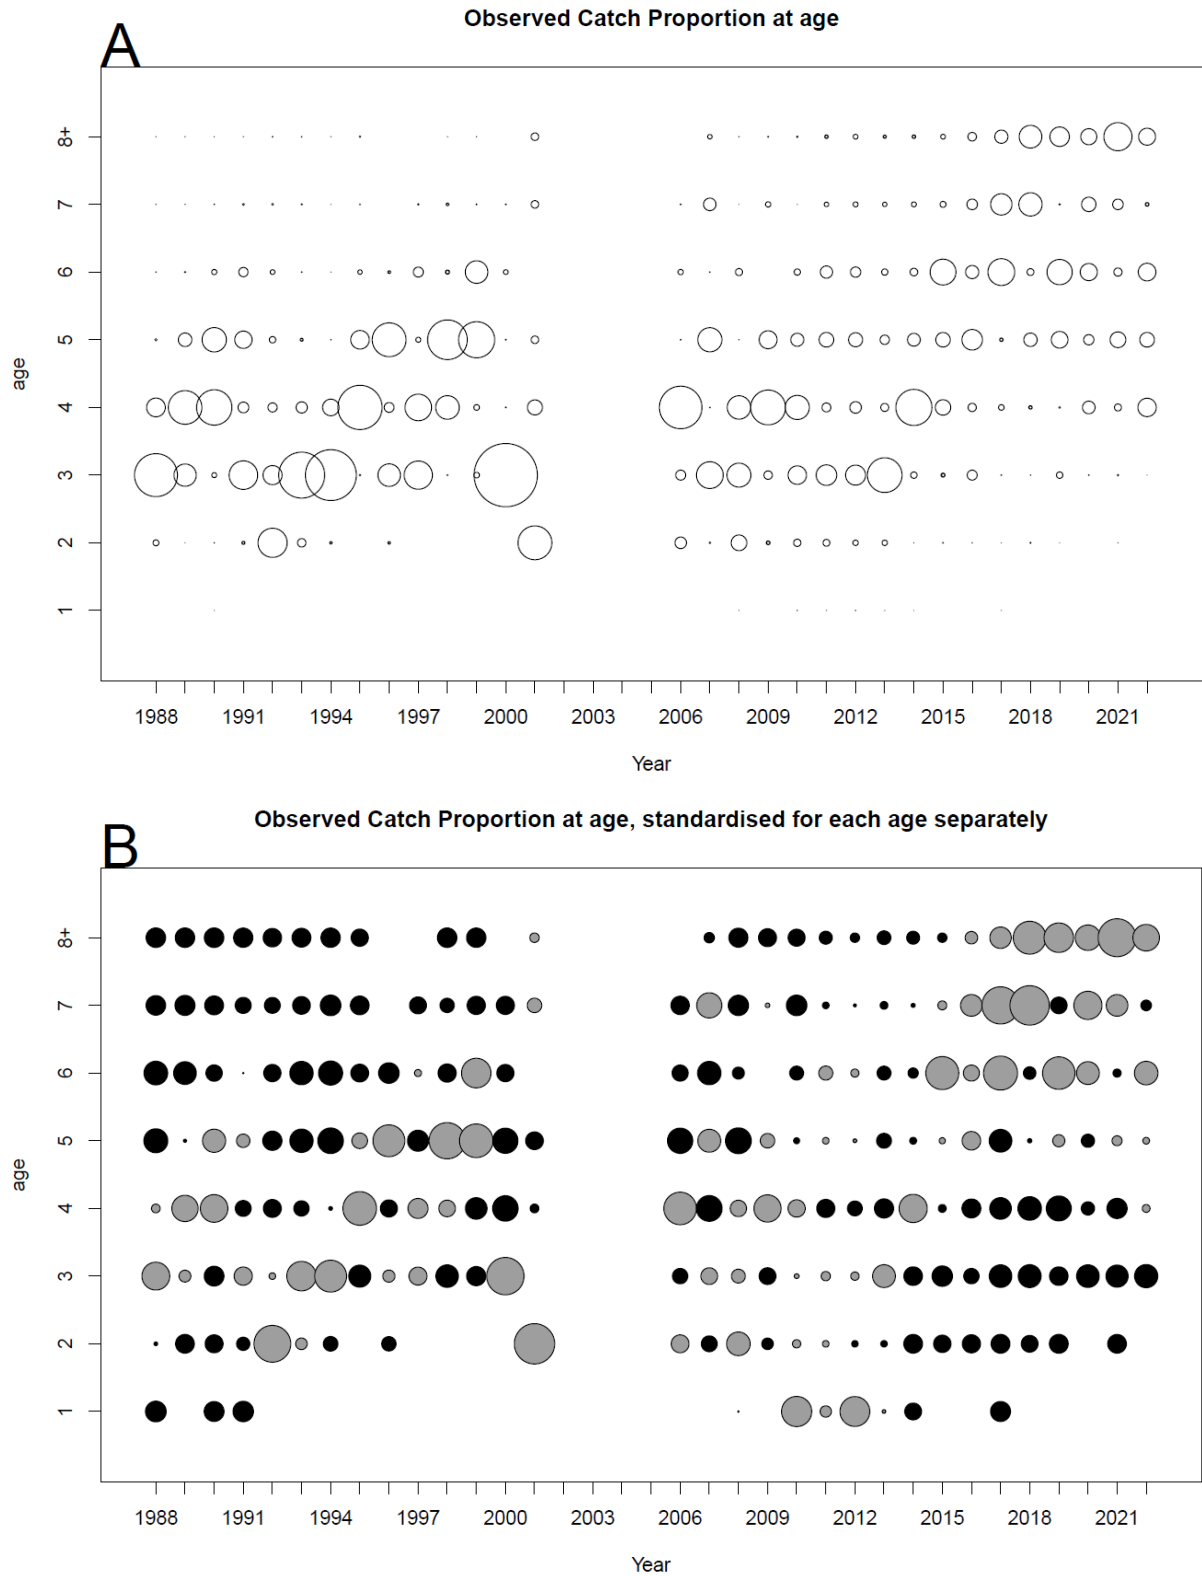 Observed Catch Proportion at age
A
8+
7
6
5
4
3
2
1
age
1988 1991 1994 1997 2000 2003 2006 2009 2012 2015 2018 2021
Year
Observed Catch Proportion at age, standardised for each age separately
B
8+
7
6
5
4
3
2
1
age
1988 1991 1994 1997 2000 2003 2006 2009 2012 2015 2018 2021
Year